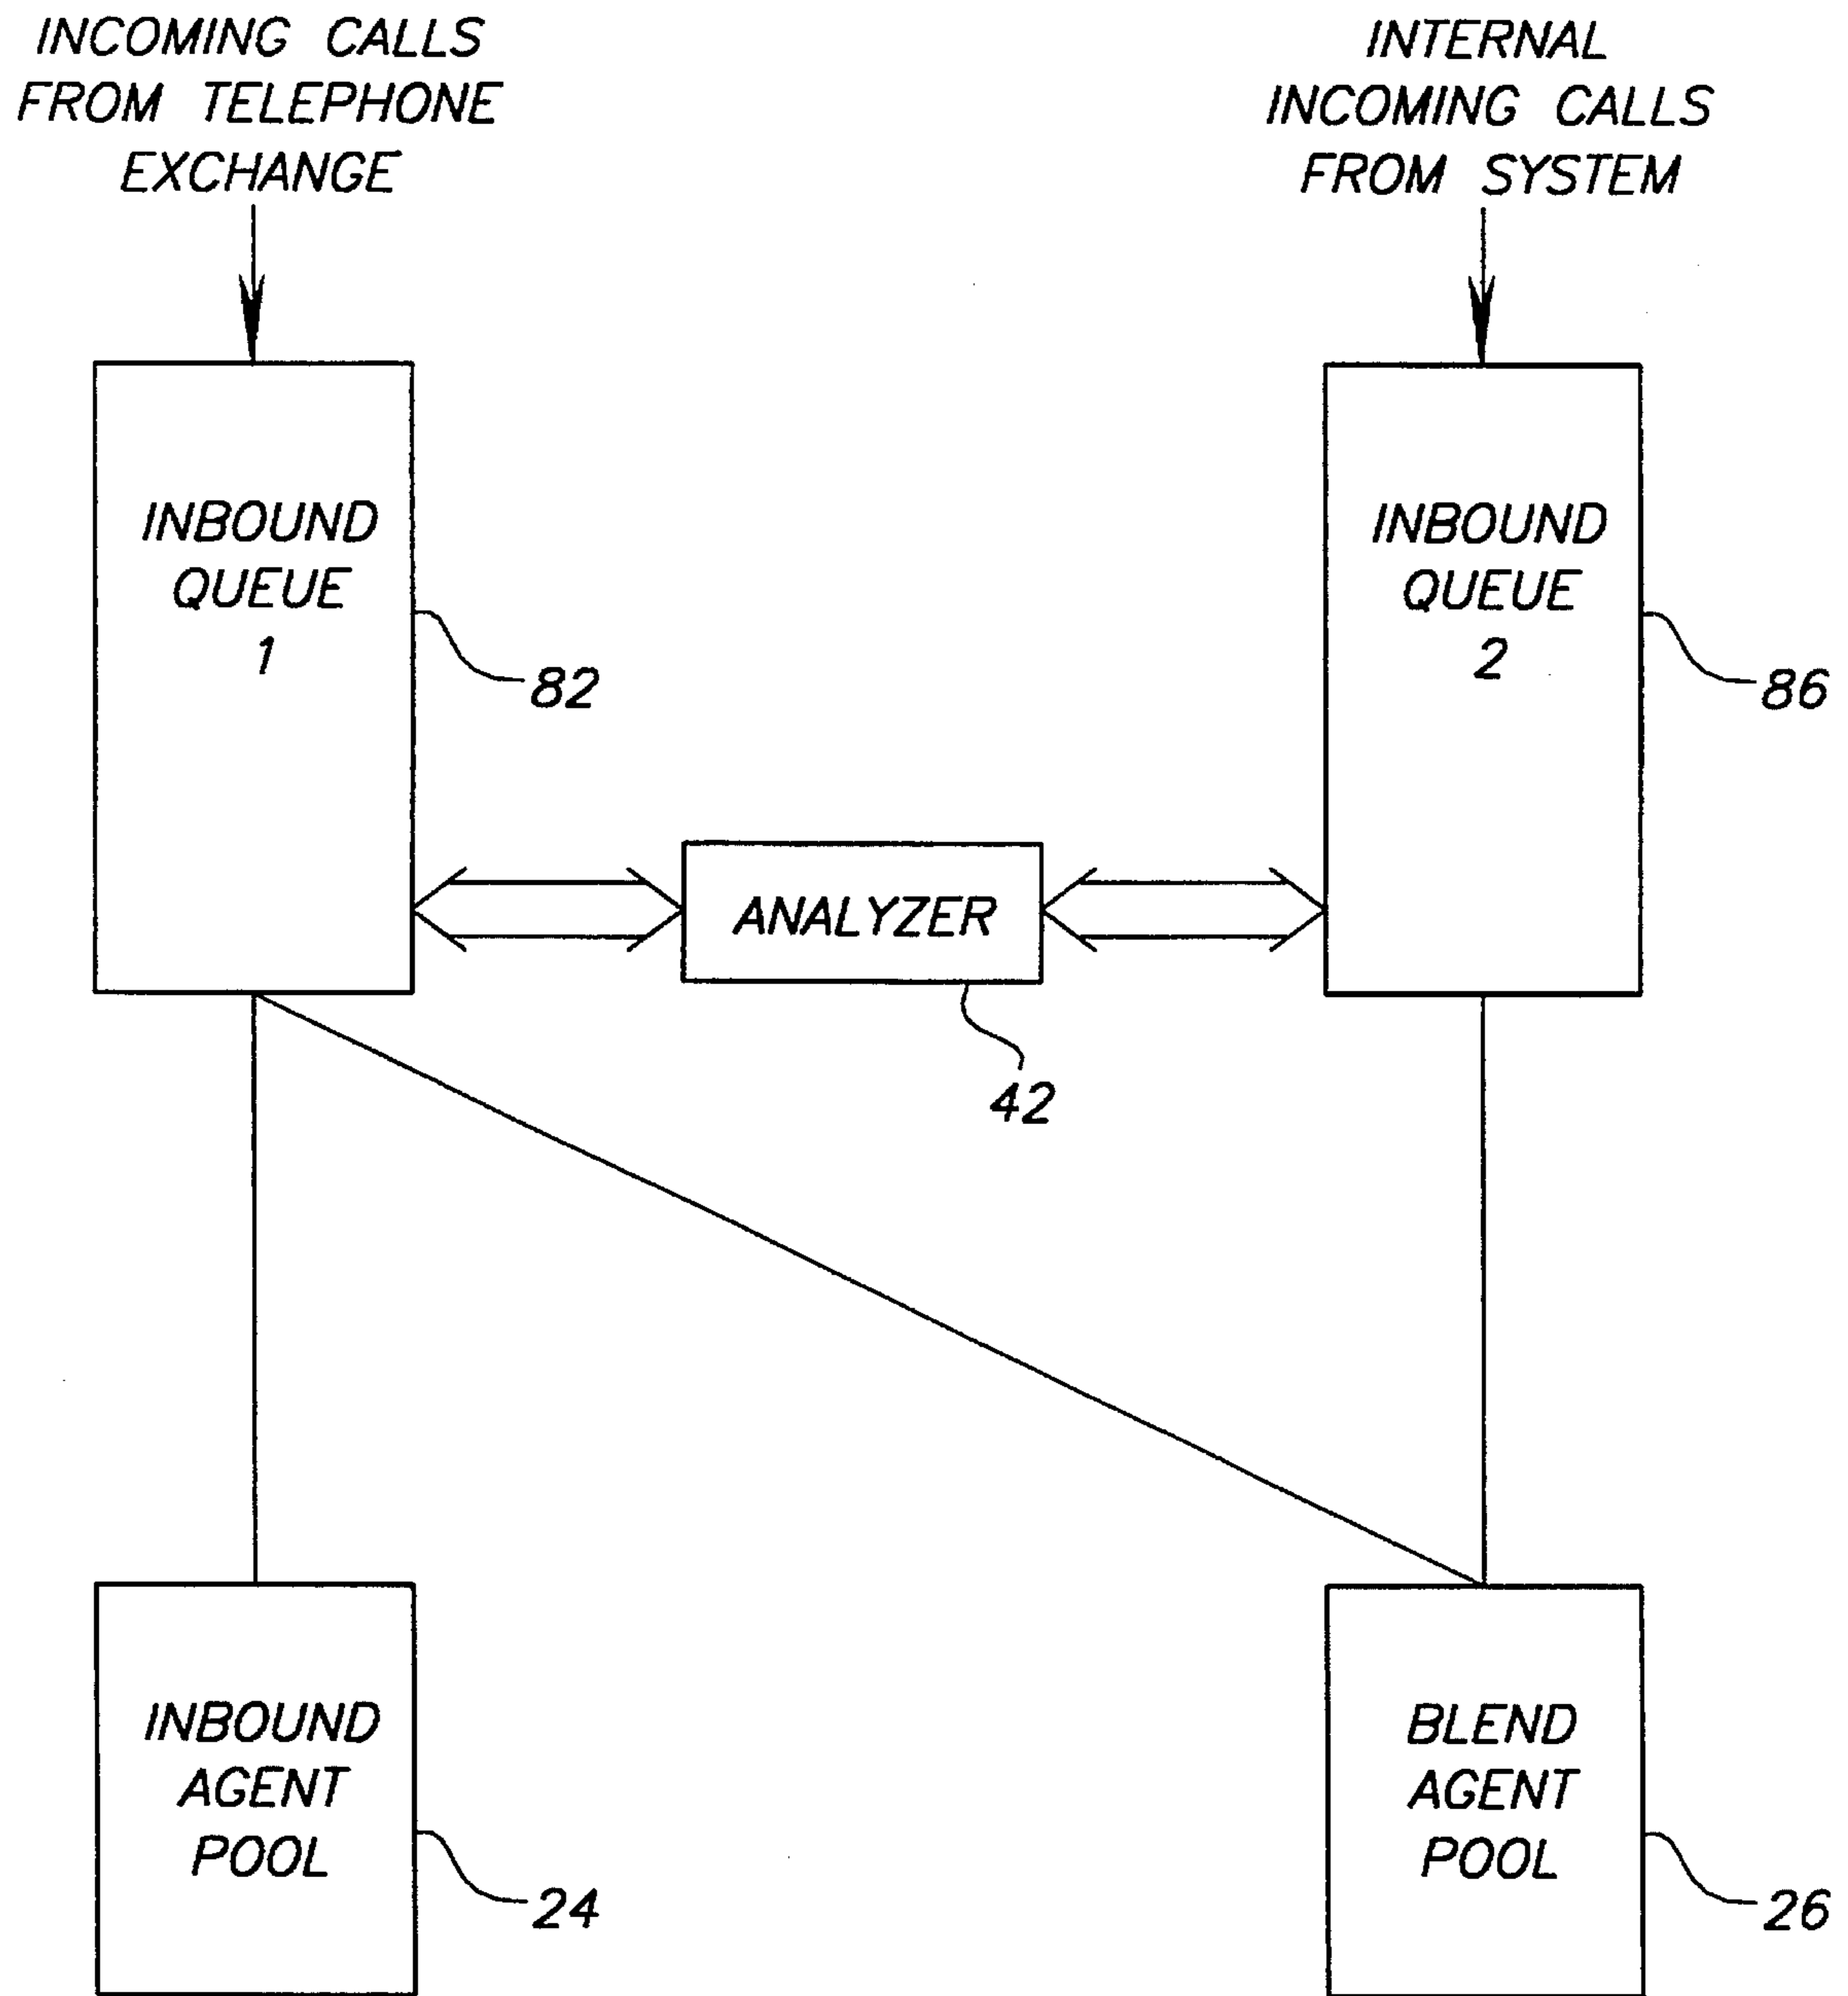 INCOMING CALLS
FROM TELEPHONE
EXCHANGE
INTERNAL
INCOMING CALLS
FROM SYSTEM
INBOUND
QUEUE
1
82
INBOUND
QUEUE
2
86
ANALYZER
42
INBOUND
AGENT
POOL
24
BLEND
AGENT
POOL
26